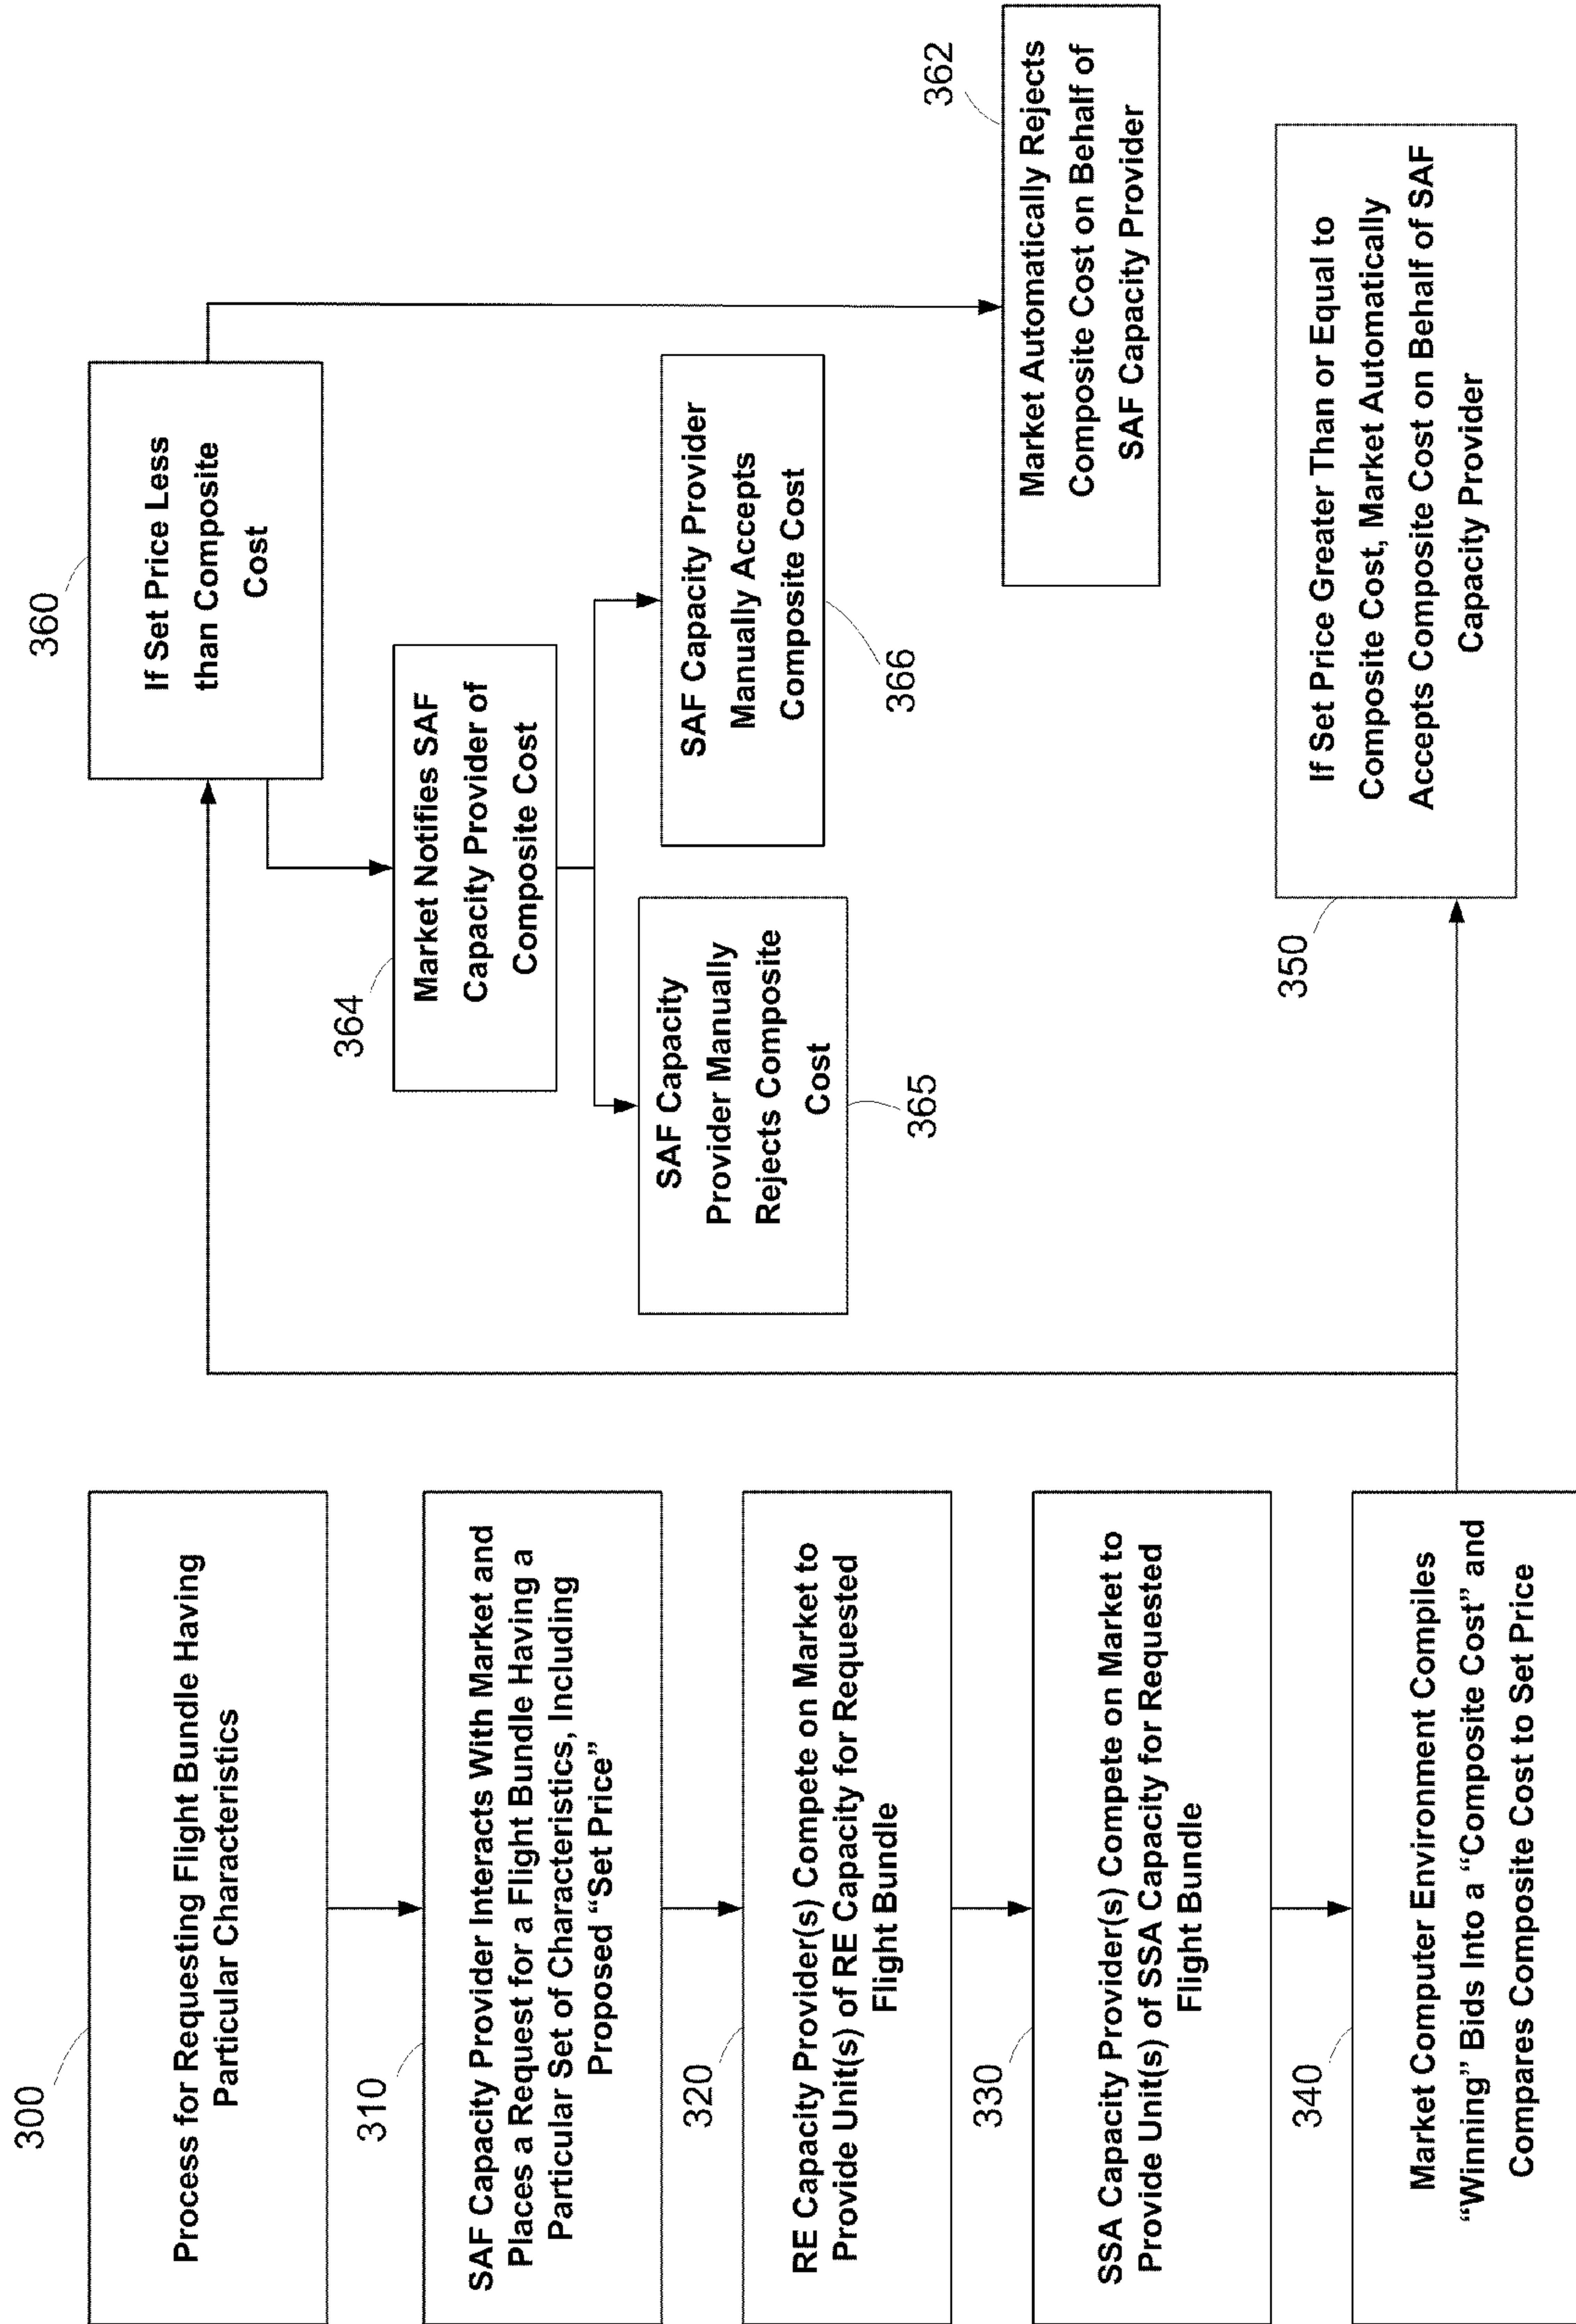 300
Process for Requesting Flight Bundle Having
Particular Characteristics
310
SAF Capacity Provider Interacts With Market and
Places a Request for a Flight Bundle Having a
Particular Set of Characteristics, Including
Proposed “Set Price”
320
RE Capacity Provider(s) Compete on Market to
Provide Unit(s) of RE Capacity for Requested
Flight Bundle
330
SSA Capacity Provider(s) Compete on Market to
Provide Unit(s) of SSA Capacity for Requested
Flight Bundle
340
Market Computer Environment Compiles
“Winning” Bids Into a “Composite Cost” and
Compares Composite Cost to Set Price
360
If Set Price Less
than Composite
Cost
364
Market Notifies SAF
Capacity Provider of
Composite Cost
SAF Capacity
Provider Manually
Rejects Composite
Cost
365
SAF Capacity Provider
Manually Accepts
Composite Cost
366
362
Market Automatically Rejects
Composite Cost on Behalf of
SAF Capacity Provider
350
If Set Price Greater Than or Equal to
Composite Cost, Market Automatically
Accepts Composite Cost on Behalf of SAF
Capacity Provider